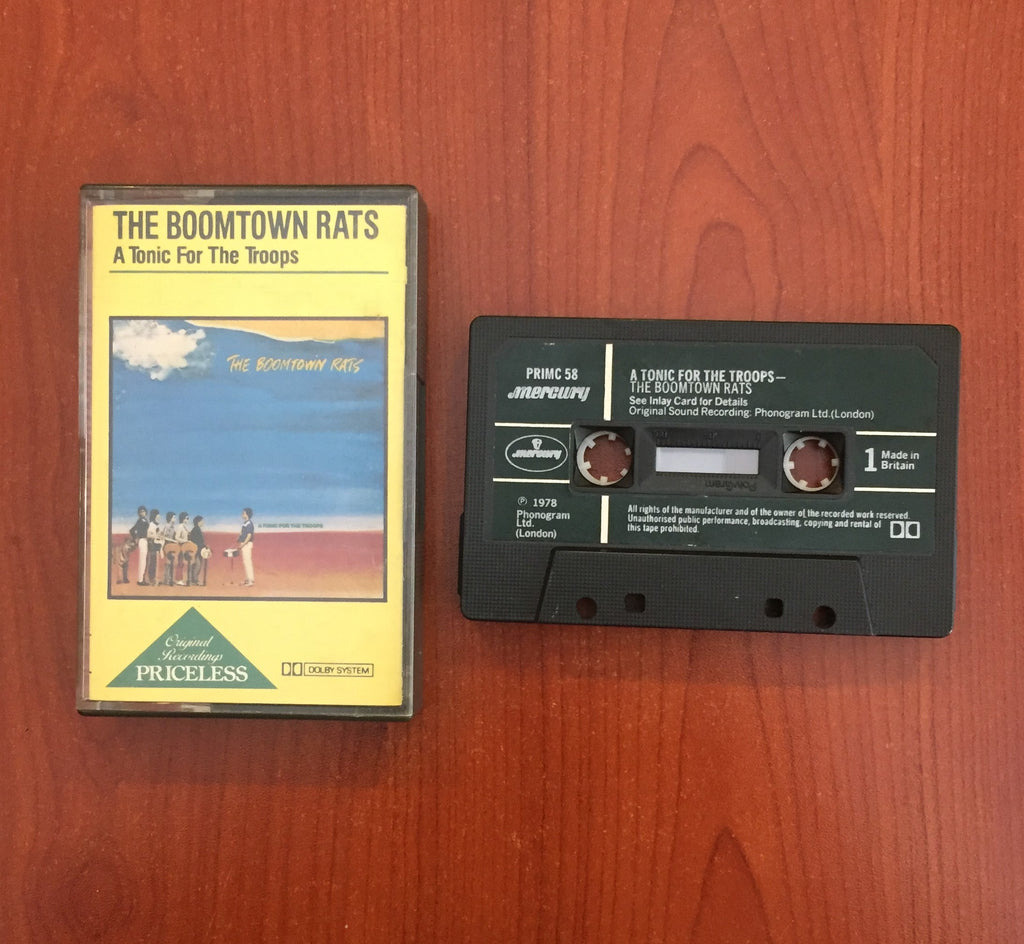 THE BOOMTOWN RATS
A Tonic For The Troops
THE BOOMTOWN RATS
A TONIC FOR THE TROOPS
Original
Recordings
PRICELESS
DOLBY SYSTEM
PRIMC 58
mercury
A TONIC FOR THE TROOPS—
THE BOOMTOWN RATS
See Inlay Card for Details
Original Sound Recording: Phonogram Ltd.(London)
mercury
PolyGram
1 Made in
Britain
℗ 1978
Phonogram
Ltd.
(London)
All rights of the manufacturer and of the owner of the recorded work reserved.
Unauthorised public performance, broadcasting, copying and rental of
this tape prohibited.